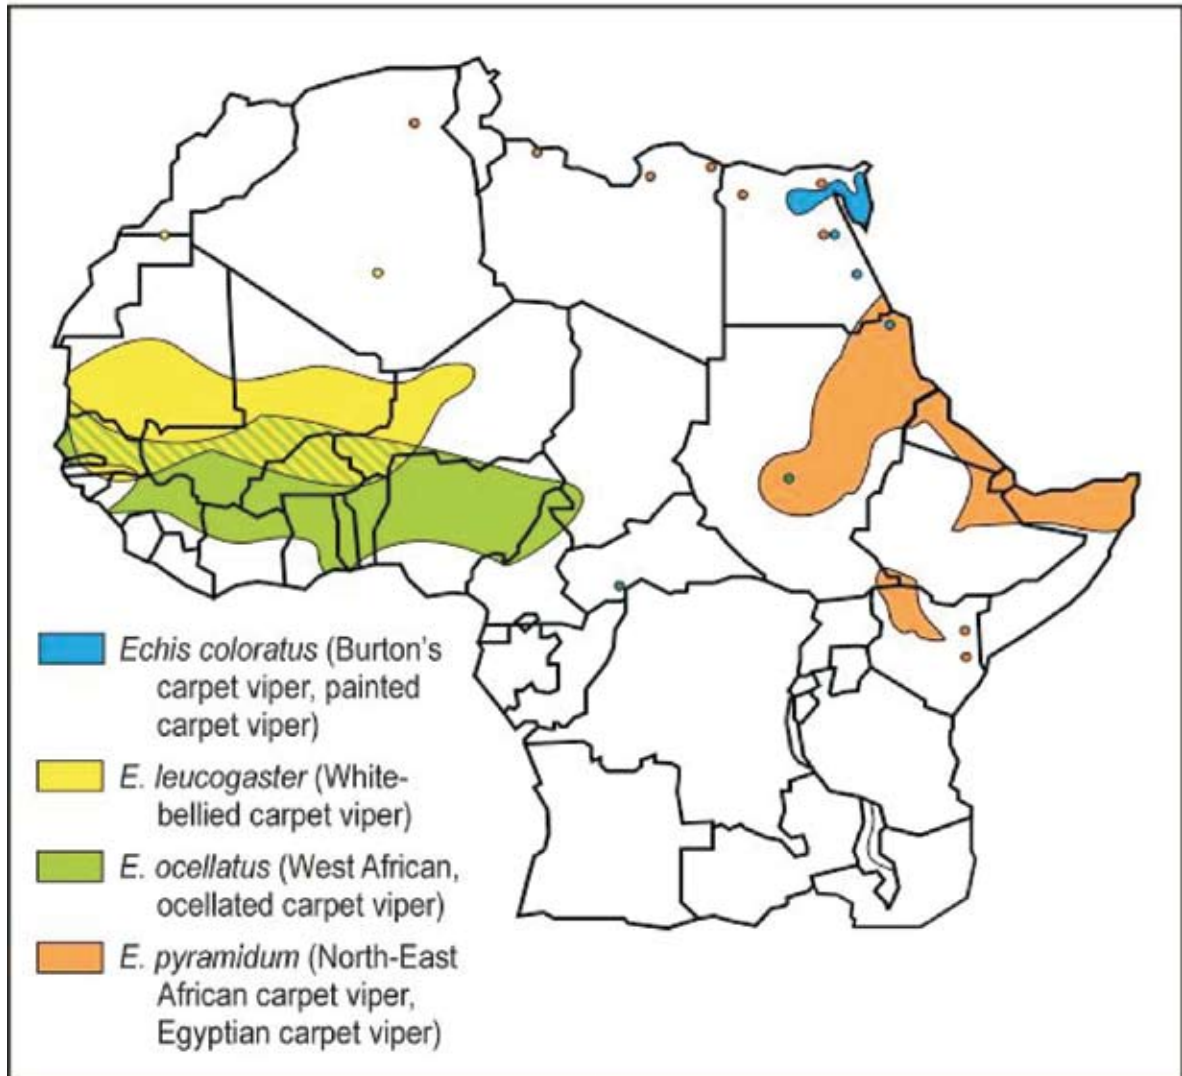 Echis coloratus (Burton's
carpet viper, painted
carpet viper)
E. leucogaster (White-
bellied carpet viper)
E. ocellatus (West African,
ocellated carpet viper)
E. pyramidum (North-East
African carpet viper,
Egyptian carpet viper)